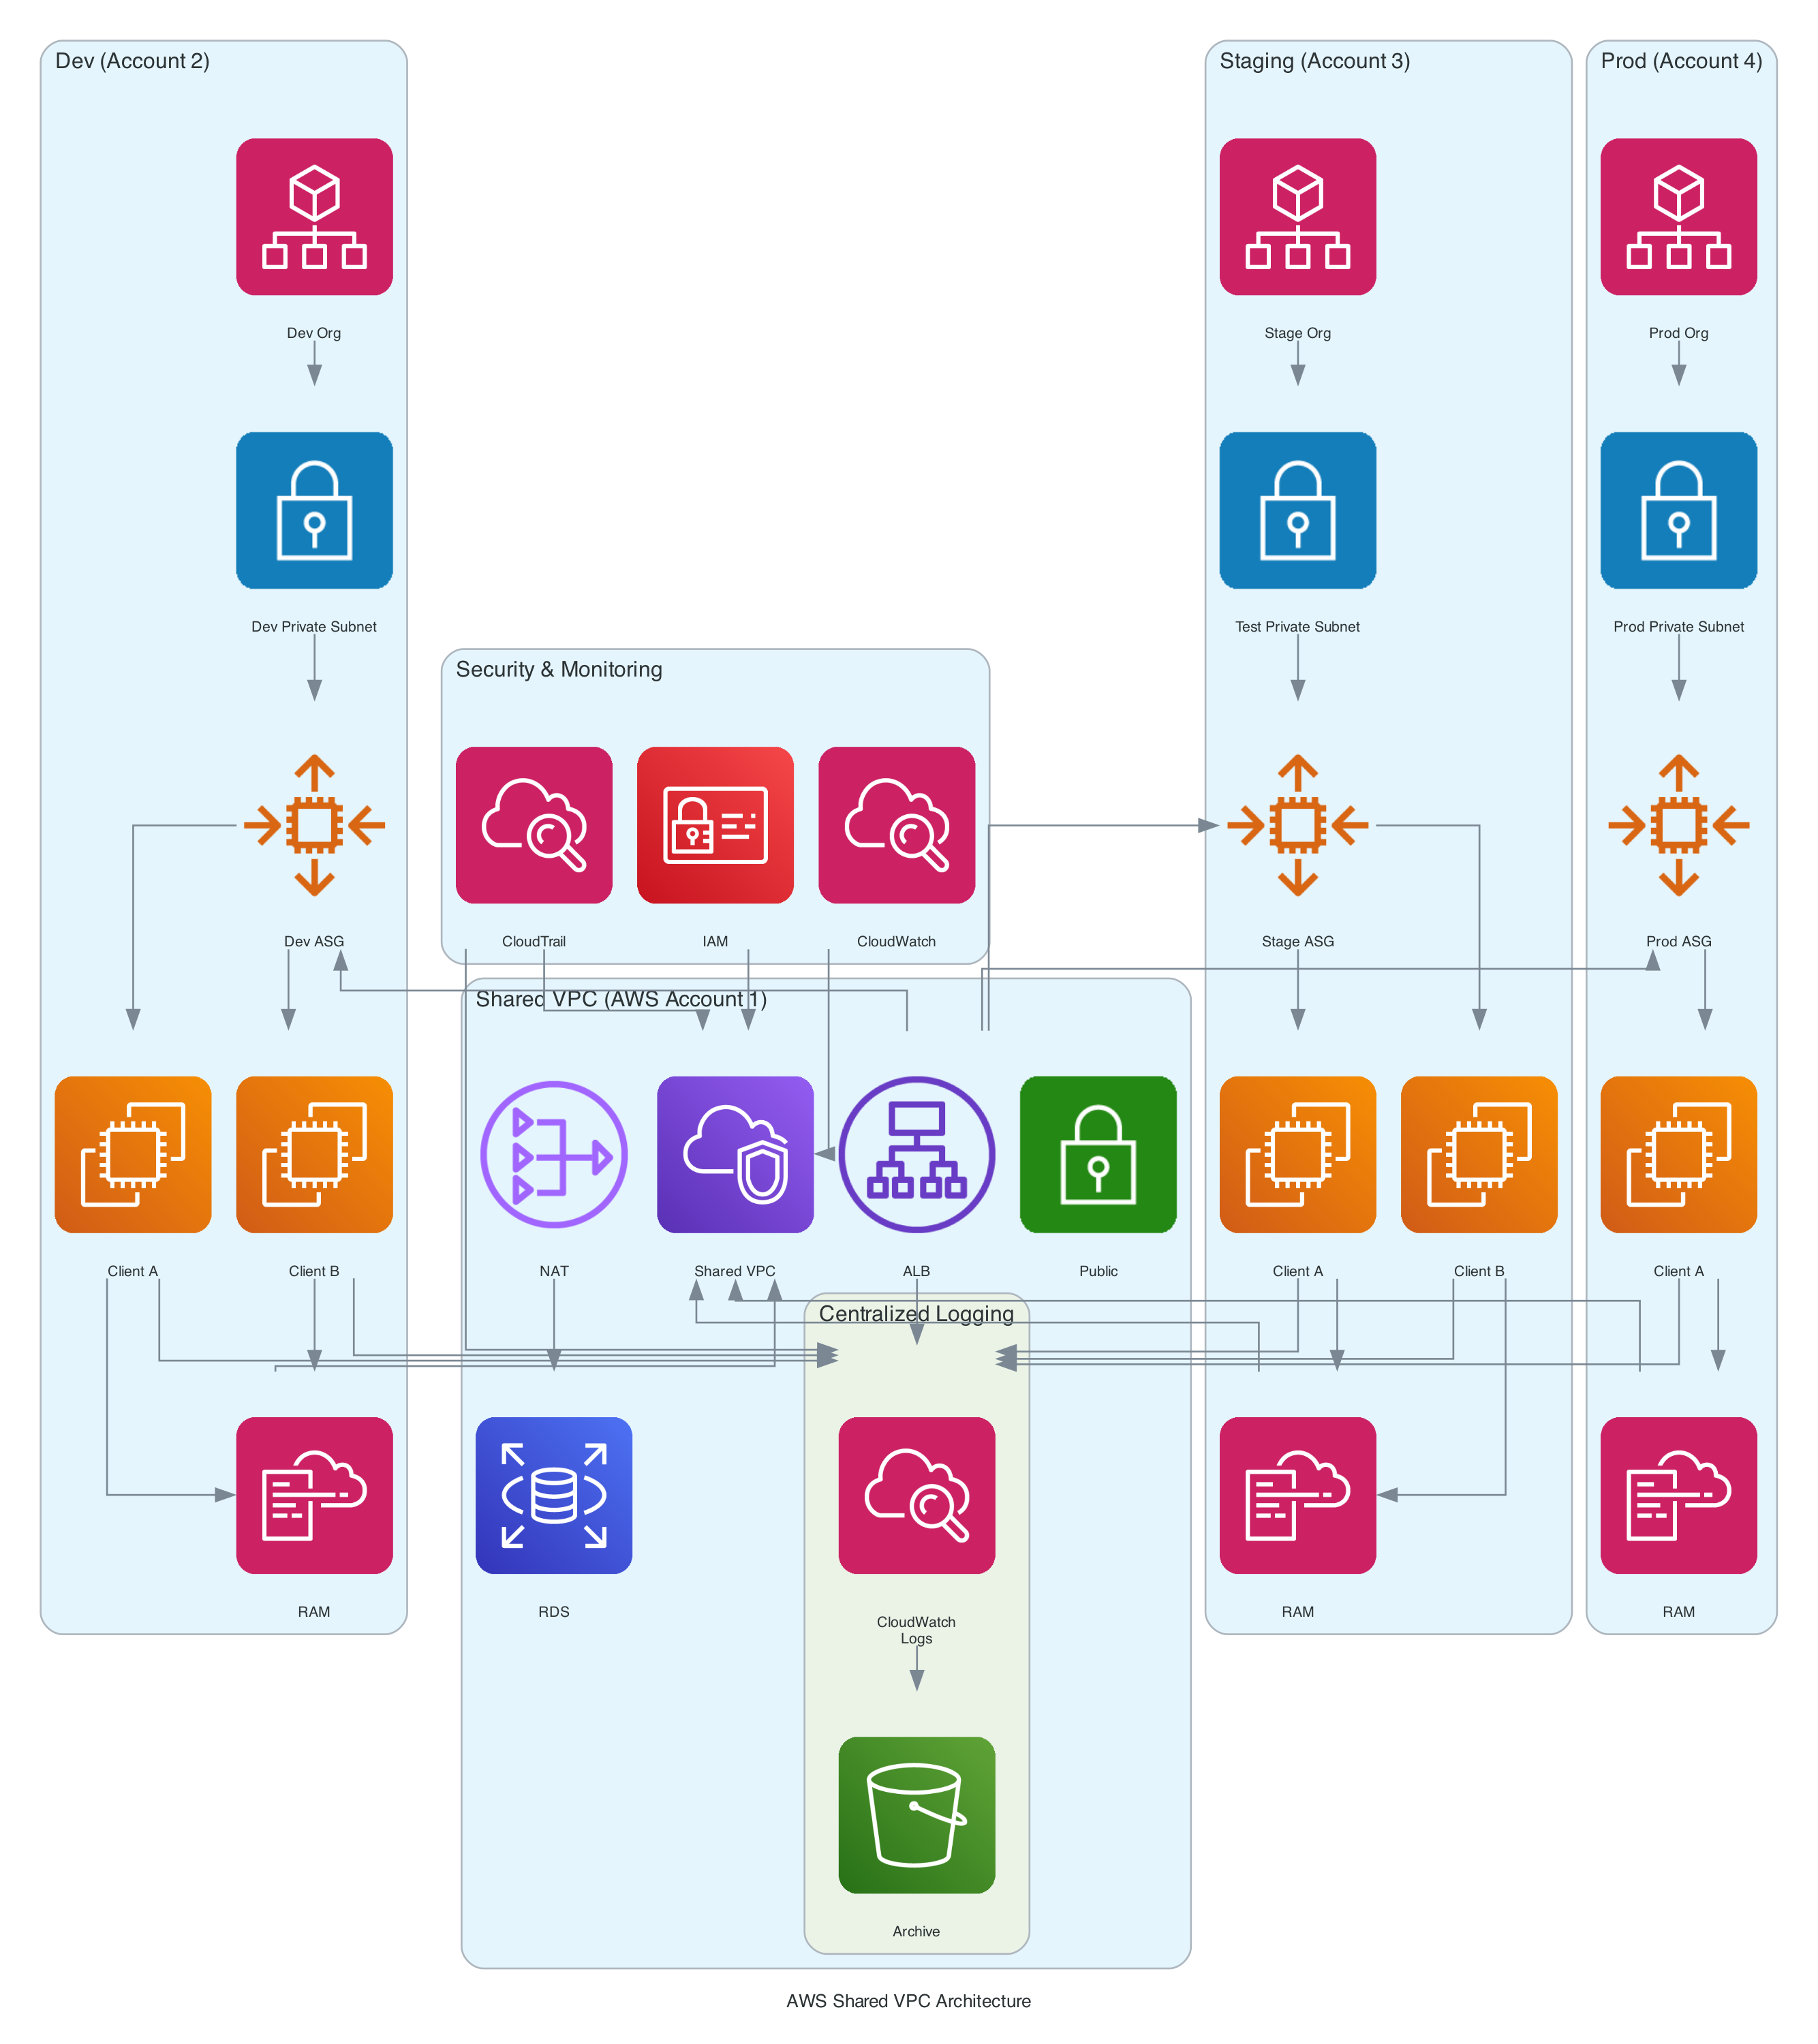 Dev (Account 2)
Staging (Account 3)
Prod (Account 4)
Dev Org
Stage Org
Prod Org
Dev Private Subnet
Test Private Subnet
Prod Private Subnet
Security & Monitoring
CloudTrail
IAM
CloudWatch
Dev ASG
Stage ASG
Prod ASG
Shared VPC (AWS Account 1)
Client A
Client B
NAT
Shared VPC
ALB
Public
Client A
Client B
Client A
Centralized Logging
RAM
RDS
CloudWatch
Logs
RAM
RAM
Archive
AWS Shared VPC Architecture